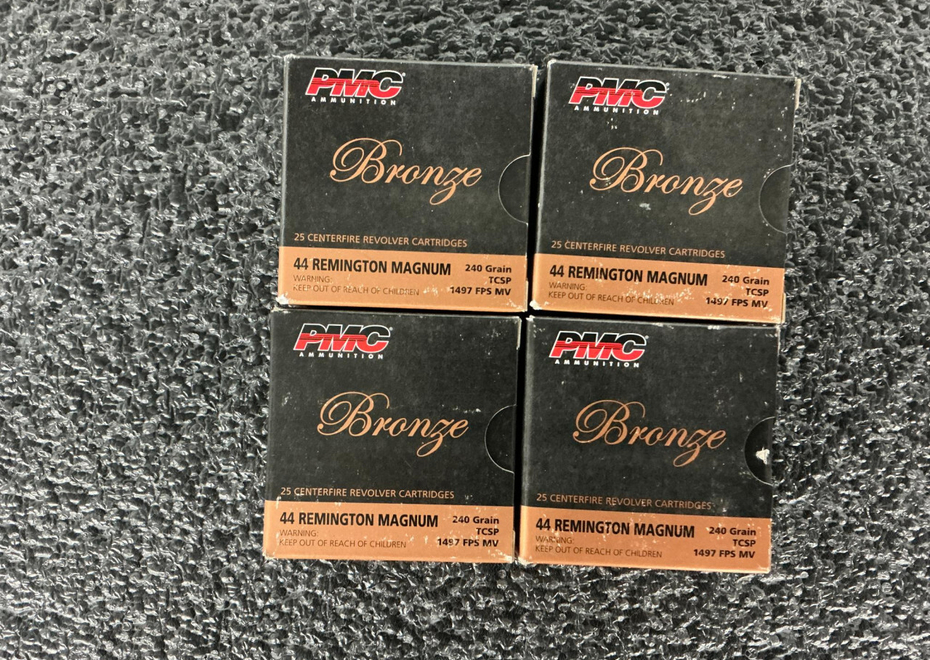 PMC
AMMUNITION
Bronze
25 CENTERFIRE REVOLVER CARTRIDGES
44 REMINGTON MAGNUM 240 Grain
WARNING: TCSP
KEEP OUT OF REACH OF CHILDREN 1497 FPS MV
PMC
AMMUNITION
Bronze
25 CENTERFIRE REVOLVER CARTRIDGES
44 REMINGTON MAGNUM 240 Grain
WARNING: TCSP
KEEP OUT OF REACH OF CHILDREN 1497 FPS MV
PMC
AMMUNITION
Bronze
25 CENTERFIRE REVOLVER CARTRIDGES
44 REMINGTON MAGNUM 240 Grain
WARNING: TCSP
KEEP OUT OF REACH OF CHILDREN 1497 FPS MV
PMC
AMMUNITION
Bronze
25 CENTERFIRE REVOLVER CARTRIDGES
44 REMINGTON MAGNUM 240 Grain
WARNING: TCSP
KEEP OUT OF REACH OF CHILDREN 1497 FPS MV